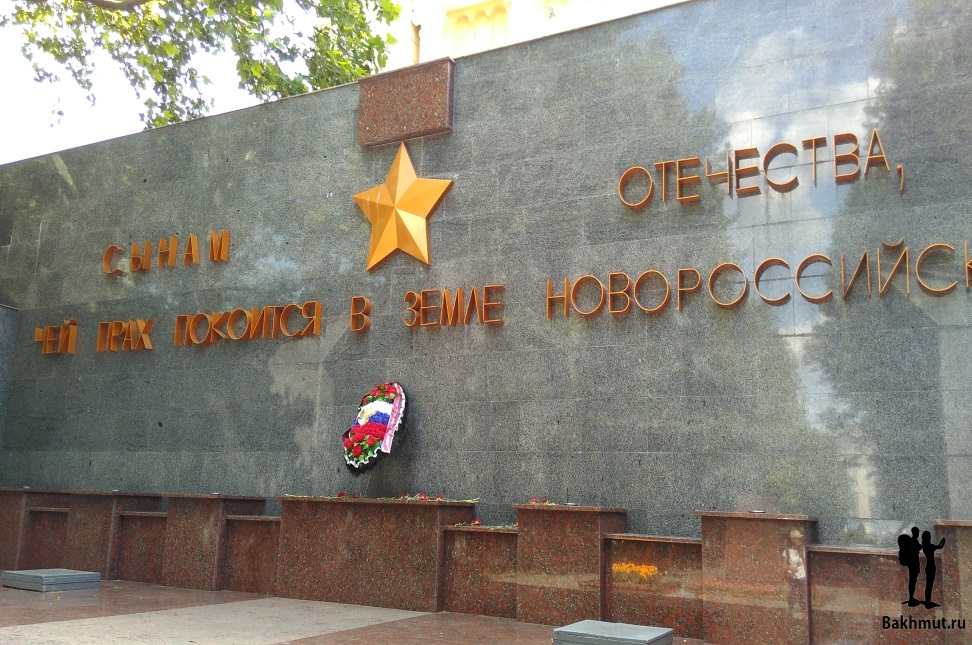 СЫНАМ ОТЕЧЕСТВА,
ЧЕЙ ПРАХ ПОКОИТСЯ В ЗЕМЛЕ НОВОРОССИЙСК
Bakhmut.ru